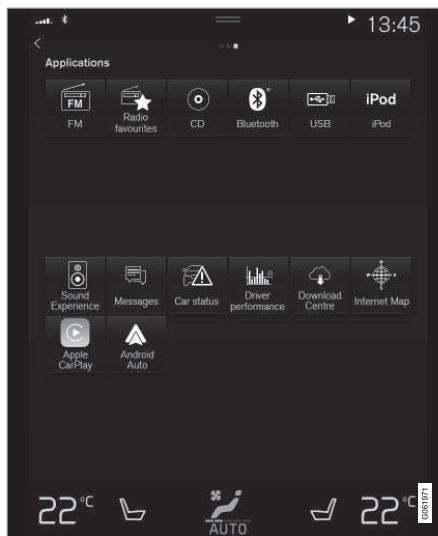 13:45
Applications
FM
FM
Radio
favourites
CD
Bluetooth
USB
iPod
iPod
Sound
Experience
Messages
Car status
Driver
performance
Download
Centre
Internet Map
Apple
CarPlay
Android
Auto
22°C
AUTO
22°C
G061971